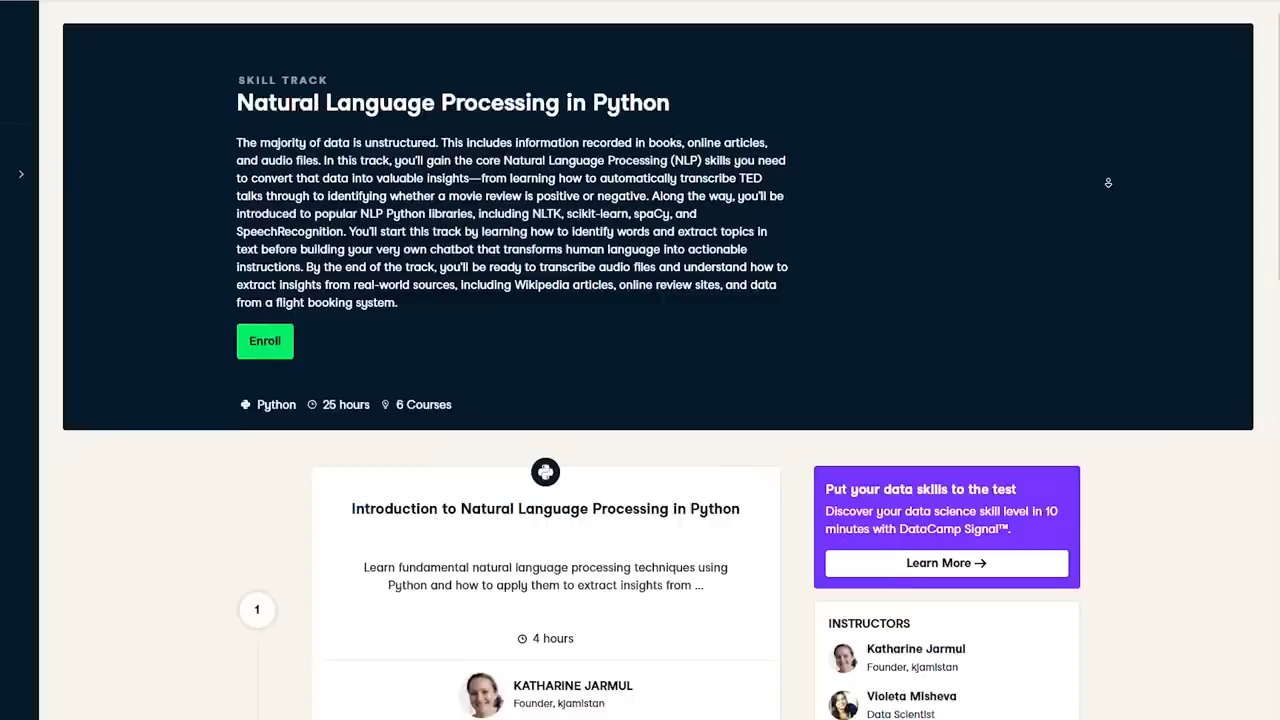 SKILL TRACK
Natural Language Processing in Python
The majority of data is unstructured. This includes information recorded in books, online articles,
and audio files. In this track, you'll gain the core Natural Language Processing (NLP) skills you need
to convert that data into valuable insights—from learning how to automatically transcribe TED
talks through to identifying whether a movie review is positive or negative. Along the way, you'll be
introduced to popular NLP Python libraries, including NLTK, scikit-learn, spaCy, and
SpeechRecognition. You'll start this track by learning how to identify words and extract topics in
text before building your very own chatbot that transforms human language into actionable
instructions. By the end of the track, you'll be ready to transcribe audio files and understand how to
extract insights from real-world sources, including Wikipedia articles, online review sites, and data
from a flight booking system.
Enroll
Python 25 hours 6 Courses
Introduction to Natural Language Processing in Python
Learn fundamental natural language processing techniques using
Python and how to apply them to extract insights from ...
1
4 hours
KATHARINE JARMUL
Founder, kjamistan
Put your data skills to the test
Discover your data science skill level in 10
minutes with DataCamp Signal™.
Learn More →
INSTRUCTORS
Katharine Jarmul
Founder, kjamistan
Violeta Misheva
Data Scientist